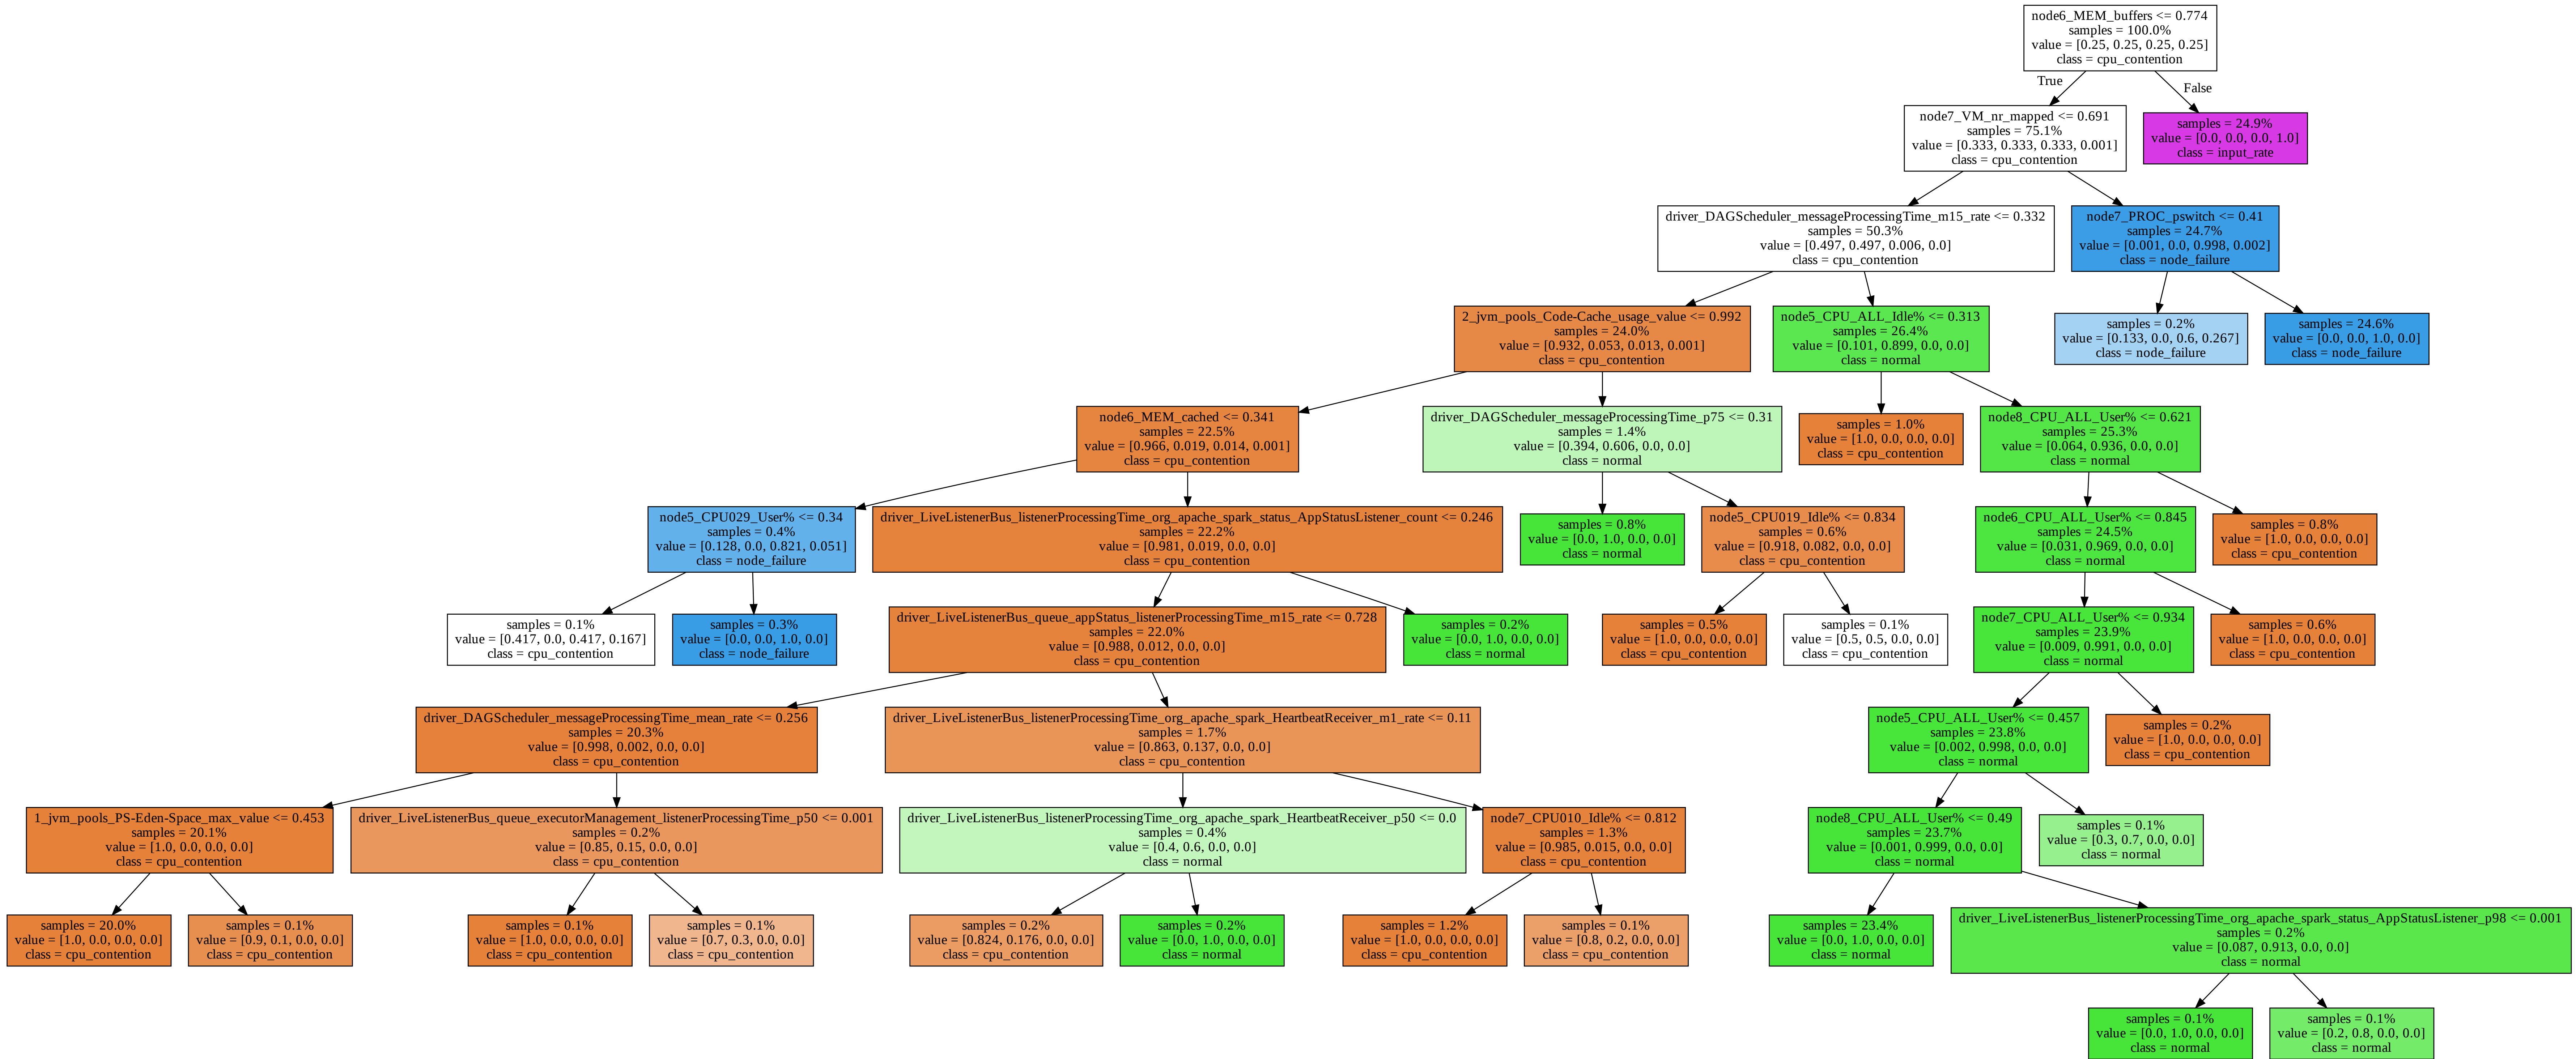 node6_MEM_buffers <= 0.774
samples = 100.0%
value = [0.25, 0.25, 0.25, 0.25]
class = cpu_contention
True
False
node7_VM_nr_mapped <= 0.691
samples = 75.1%
value = [0.333, 0.333, 0.333, 0.001]
class = cpu_contention
samples = 24.9%
value = [0.0, 0.0, 0.0, 1.0]
class = input_rate
driver_DAGScheduler_messageProcessingTime_m15_rate <= 0.332
samples = 50.3%
value = [0.497, 0.497, 0.006, 0.0]
class = cpu_contention
node7_PROC_pswitch <= 0.41
samples = 24.7%
value = [0.001, 0.0, 0.998, 0.002]
class = node_failure
2_jvm_pools_Code-Cache_usage_value <= 0.992
samples = 24.0%
value = [0.932, 0.053, 0.013, 0.001]
class = cpu_contention
node5_CPU_ALL_Idle% <= 0.313
samples = 26.4%
value = [0.101, 0.899, 0.0, 0.0]
class = normal
samples = 0.2%
value = [0.133, 0.0, 0.6, 0.267]
class = node_failure
samples = 24.6%
value = [0.0, 0.0, 1.0, 0.0]
class = node_failure
node6_MEM_cached <= 0.341
samples = 22.5%
value = [0.966, 0.019, 0.014, 0.001]
class = cpu_contention
driver_DAGScheduler_messageProcessingTime_p75 <= 0.31
samples = 1.4%
value = [0.394, 0.606, 0.0, 0.0]
class = normal
samples = 1.0%
value = [1.0, 0.0, 0.0, 0.0]
class = cpu_contention
node8_CPU_ALL_User% <= 0.621
samples = 25.3%
value = [0.064, 0.936, 0.0, 0.0]
class = normal
node5_CPU029_User% <= 0.34
samples = 0.4%
value = [0.128, 0.0, 0.821, 0.051]
class = node_failure
driver_LiveListenerBus_listenerProcessingTime_org_apache_spark_status_AppStatusListener_count <= 0.246
samples = 22.2%
value = [0.981, 0.019, 0.0, 0.0]
class = cpu_contention
samples = 0.8%
value = [0.0, 1.0, 0.0, 0.0]
class = normal
node5_CPU019_Idle% <= 0.834
samples = 0.6%
value = [0.918, 0.082, 0.0, 0.0]
class = cpu_contention
node6_CPU_ALL_User% <= 0.845
samples = 24.5%
value = [0.031, 0.969, 0.0, 0.0]
class = normal
samples = 0.8%
value = [1.0, 0.0, 0.0, 0.0]
class = cpu_contention
samples = 0.1%
value = [0.417, 0.0, 0.417, 0.167]
class = cpu_contention
samples = 0.3%
value = [0.0, 0.0, 1.0, 0.0]
class = node_failure
driver_LiveListenerBus_queue_appStatus_listenerProcessingTime_m15_rate <= 0.728
samples = 22.0%
value = [0.988, 0.012, 0.0, 0.0]
class = cpu_contention
samples = 0.2%
value = [0.0, 1.0, 0.0, 0.0]
class = normal
samples = 0.5%
value = [1.0, 0.0, 0.0, 0.0]
class = cpu_contention
samples = 0.1%
value = [0.5, 0.5, 0.0, 0.0]
class = cpu_contention
node7_CPU_ALL_User% <= 0.934
samples = 23.9%
value = [0.009, 0.991, 0.0, 0.0]
class = normal
samples = 0.6%
value = [1.0, 0.0, 0.0, 0.0]
class = cpu_contention
driver_DAGScheduler_messageProcessingTime_mean_rate <= 0.256
samples = 20.3%
value = [0.998, 0.002, 0.0, 0.0]
class = cpu_contention
driver_LiveListenerBus_listenerProcessingTime_org_apache_spark_HeartbeatReceiver_m1_rate <= 0.11
samples = 1.7%
value = [0.863, 0.137, 0.0, 0.0]
class = cpu_contention
node5_CPU_ALL_User% <= 0.457
samples = 23.8%
value = [0.002, 0.998, 0.0, 0.0]
class = normal
samples = 0.2%
value = [1.0, 0.0, 0.0, 0.0]
class = cpu_contention
1_jvm_pools_PS-Eden-Space_max_value <= 0.453
samples = 20.1%
value = [1.0, 0.0, 0.0, 0.0]
class = cpu_contention
driver_LiveListenerBus_queue_executorManagement_listenerProcessingTime_p50 <= 0.001
samples = 0.2%
value = [0.85, 0.15, 0.0, 0.0]
class = cpu_contention
driver_LiveListenerBus_listenerProcessingTime_org_apache_spark_HeartbeatReceiver_p50 <= 0.0
samples = 0.4%
value = [0.4, 0.6, 0.0, 0.0]
class = normal
node7_CPU010_Idle% <= 0.812
samples = 1.3%
value = [0.985, 0.015, 0.0, 0.0]
class = cpu_contention
node8_CPU_ALL_User% <= 0.49
samples = 23.7%
value = [0.001, 0.999, 0.0, 0.0]
class = normal
samples = 0.1%
value = [0.3, 0.7, 0.0, 0.0]
class = normal
samples = 20.0%
value = [1.0, 0.0, 0.0, 0.0]
class = cpu_contention
samples = 0.1%
value = [0.9, 0.1, 0.0, 0.0]
class = cpu_contention
samples = 0.1%
value = [1.0, 0.0, 0.0, 0.0]
class = cpu_contention
samples = 0.1%
value = [0.7, 0.3, 0.0, 0.0]
class = cpu_contention
samples = 0.2%
value = [0.824, 0.176, 0.0, 0.0]
class = cpu_contention
samples = 0.2%
value = [0.0, 1.0, 0.0, 0.0]
class = normal
samples = 1.2%
value = [1.0, 0.0, 0.0, 0.0]
class = cpu_contention
samples = 0.1%
value = [0.8, 0.2, 0.0, 0.0]
class = cpu_contention
samples = 23.4%
value = [0.0, 1.0, 0.0, 0.0]
class = normal
driver_LiveListenerBus_listenerProcessingTime_org_apache_spark_status_AppStatusListener_p98 <= 0.001
samples = 0.2%
value = [0.087, 0.913, 0.0, 0.0]
class = normal
samples = 0.1%
value = [0.0, 1.0, 0.0, 0.0]
class = normal
samples = 0.1%
value = [0.2, 0.8, 0.0, 0.0]
class = normal